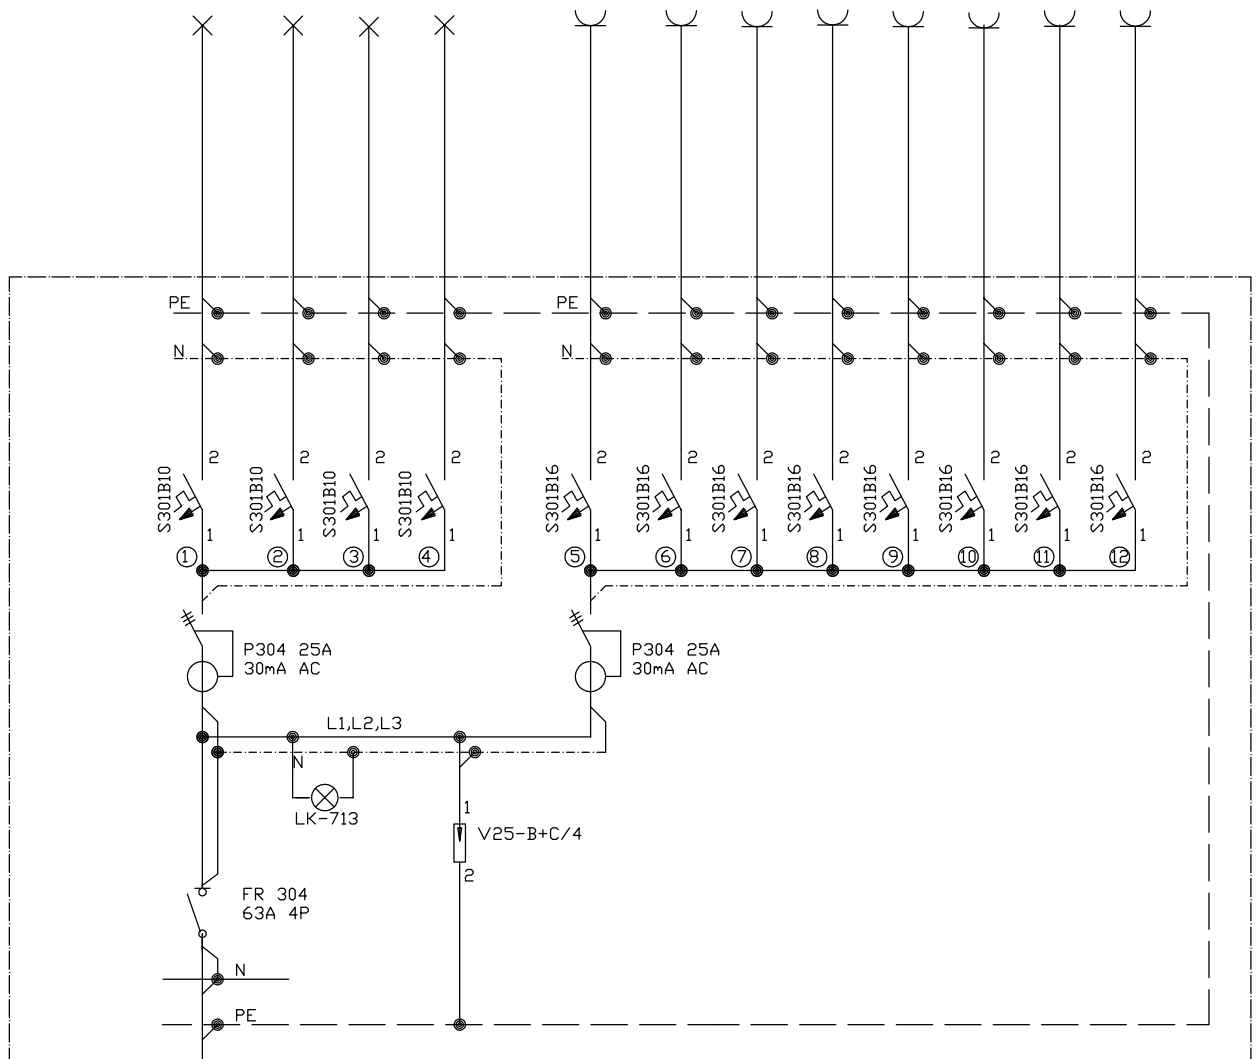 PE PE
N N
2 2 2 2 2 2 2 2 2 2 2 2
S301B10 S301B10 S301B10 S301B10 S301B16 S301B16 S301B16 S301B16 S301B16 S301B16 S301B16 S301B16
1 1 1 1 1 1 1 1 1 1 1 1
1 2 3 4 5 6 7 8 9 10 11 12
P304 25A
30mA AC
P304 25A
30mA AC
L1,L2,L3
N
LK-713
1
V25-B+C/4
2
FR 304
63A 4P
N
PE